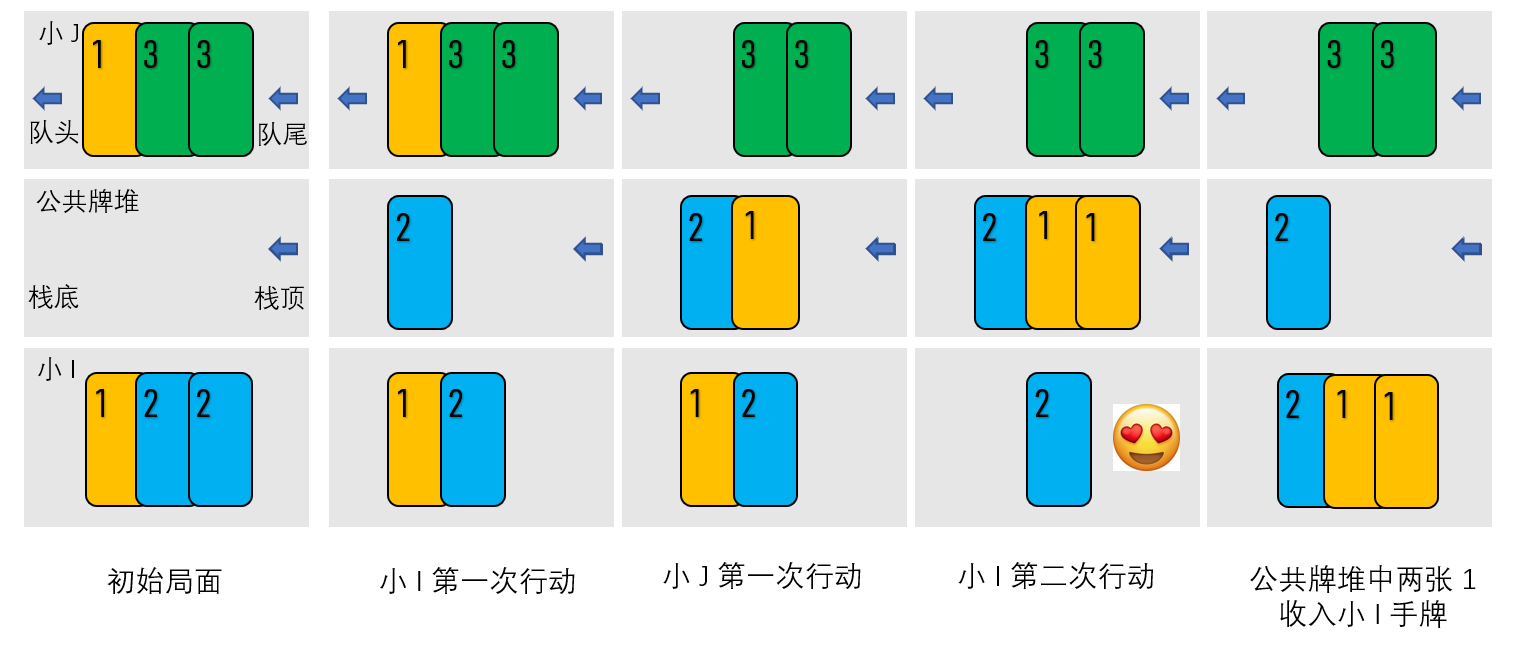 小 J
1 3 3
1 3 3
3 3
3 3
3 3
队头
队尾
公共牌堆
2
2 1
2 1 1
2
栈底
栈顶
小 I
1 2 2
1 2
1 2
2
2 1 1
初始局面
小 I 第一次行动
小 J 第一次行动
小 I 第二次行动
公共牌堆中两张 1
收入小 I 手牌